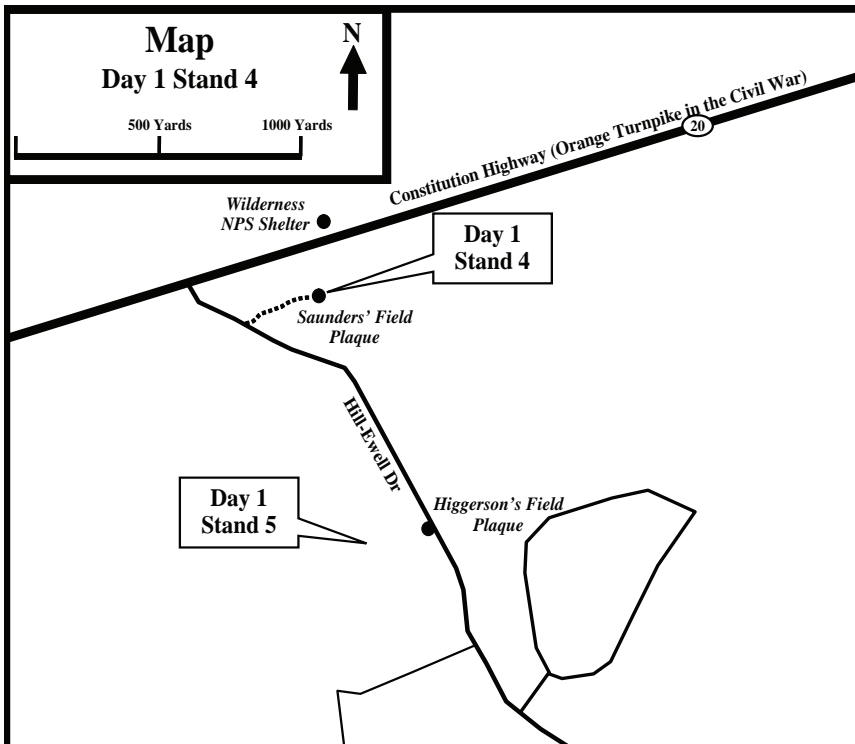 Map
Day 1 Stand 4
N
500 Yards
1000 Yards
Constitution Highway (Orange Turnpike in the Civil War)
20
Wilderness
NPS Shelter
Day 1
Stand 4
Saunders’ Field
Plaque
Hill-Ewell Dr
Day 1
Stand 5
Higgerson’s Field
Plaque